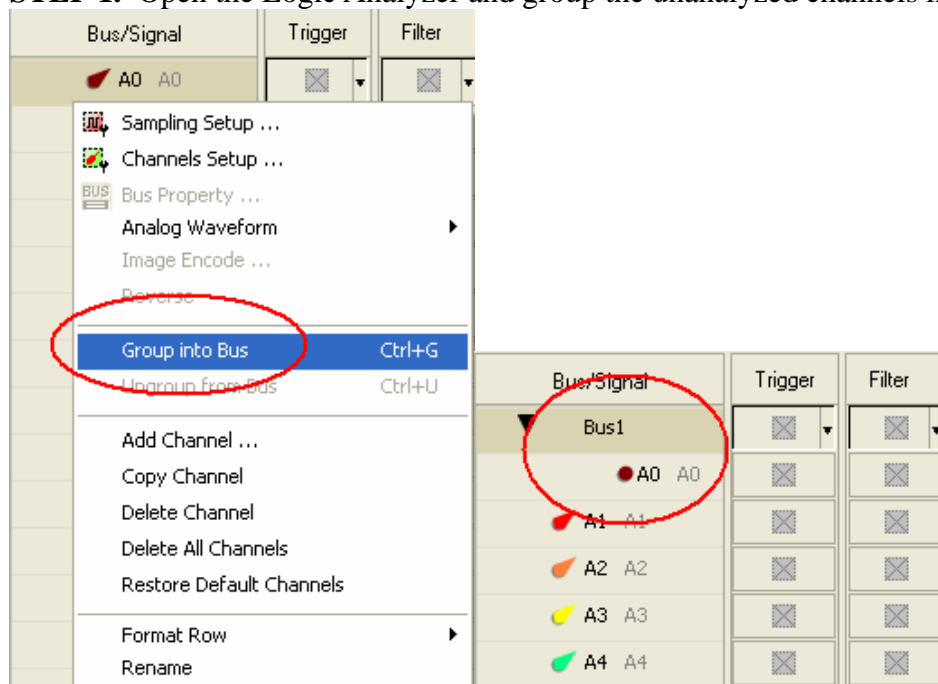 STEP 1. Open the Logic Analyzer and group the unanalyzed channels
Bus/Signal Trigger Filter
A0 A0
Sampling Setup ...
Channels Setup ...
BUS Bus Property ...
Analog Waveform
Image Encode ...
Reverse
Group into Bus Ctrl+G
Ungroup from Bus Ctrl+U
Add Channel ...
Copy Channel
Delete Channel
Delete All Channels
Restore Default Channels
Format Row
Rename
Bus/Signal Trigger Filter
Bus1
A0 A0
A1 A1
A2 A2
A3 A3
A4 A4